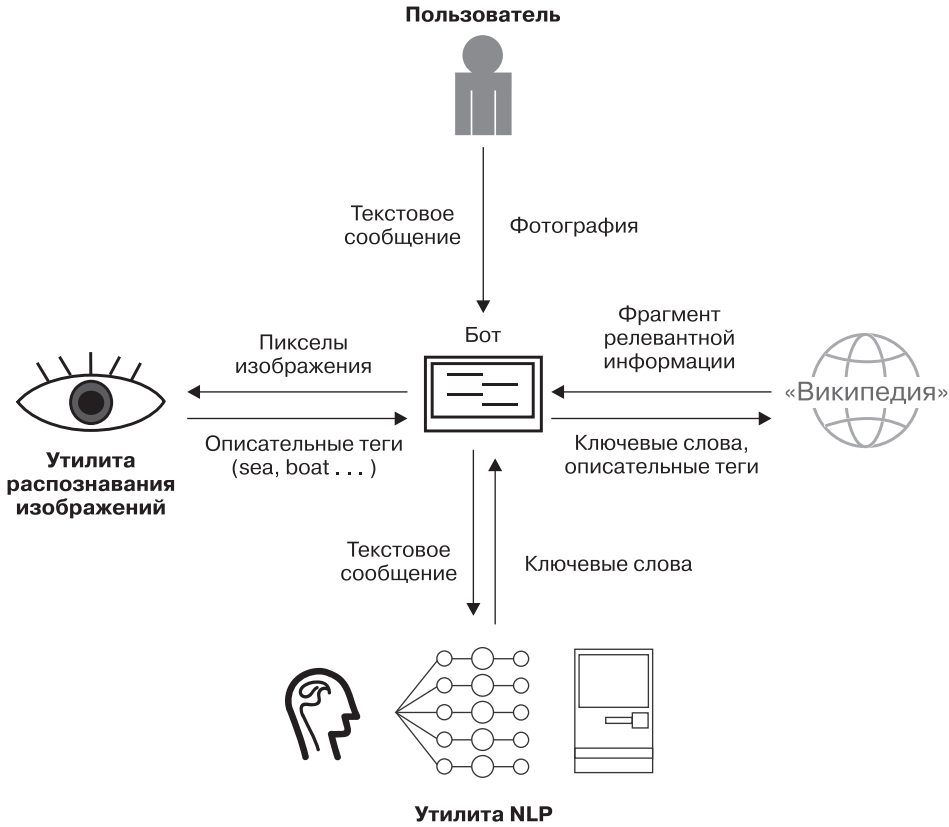 Пользователь
Текстовое
сообщение
Фотография
Бот
Пикселы
изображения
Фрагмент
релевантной
информации
«Википедия»
Описательные теги
(sea, boat . . . )
Ключевые слова,
описательные теги
Утилита
распознавания
изображений
Текстовое
сообщение
Ключевые слова
Утилита NLP